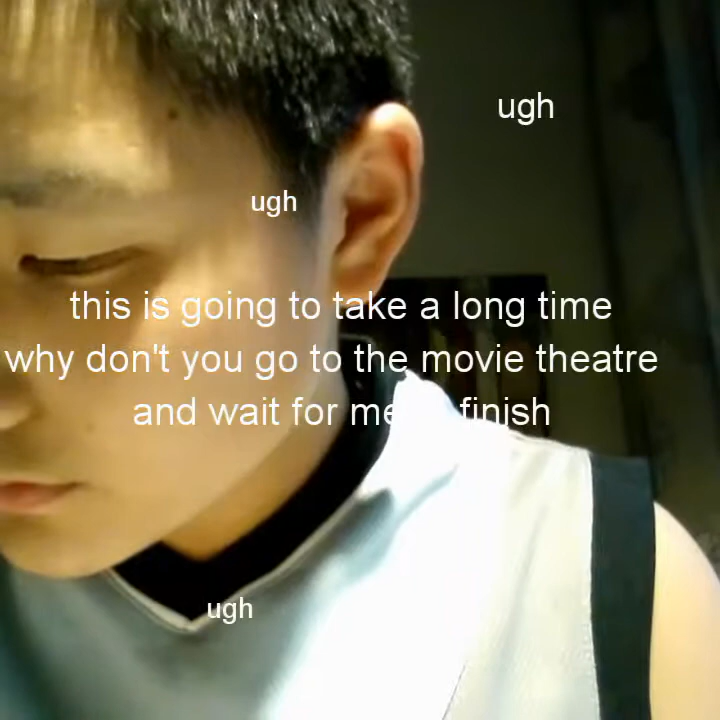 ugh
ugh
this is going to take a long time
why don't you go to the movie theatre
and wait for me finish
ugh